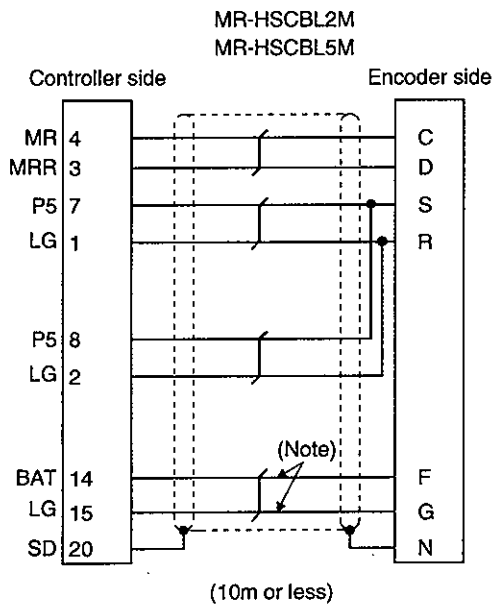 MR-HSCBL2M
MR-HSCBL5M
Controller side Encoder side
MR 4 C
MRR 3 D
P5 7 S
LG 1 R
P5 8
LG 2
(Note)
BAT 14 F
LG 15 G
SD 20 N
(10m or less)